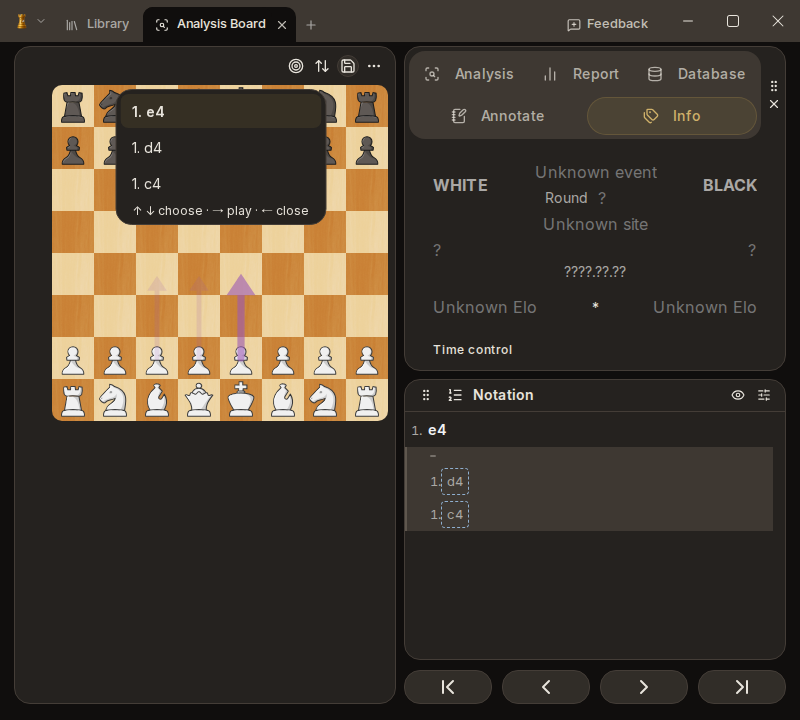 Library
Analysis Board
Feedback
1. e4
1. d4
1. c4
↑ ↓ choose · → play · ← close
Analysis
Report
Database
Annotate
Info
WHITE
Unknown event
BLACK
Round ?
Unknown site
?
?
????.??.??
Unknown Elo
*
Unknown Elo
Time control
Notation
1. e4
–
1. d4
1. c4